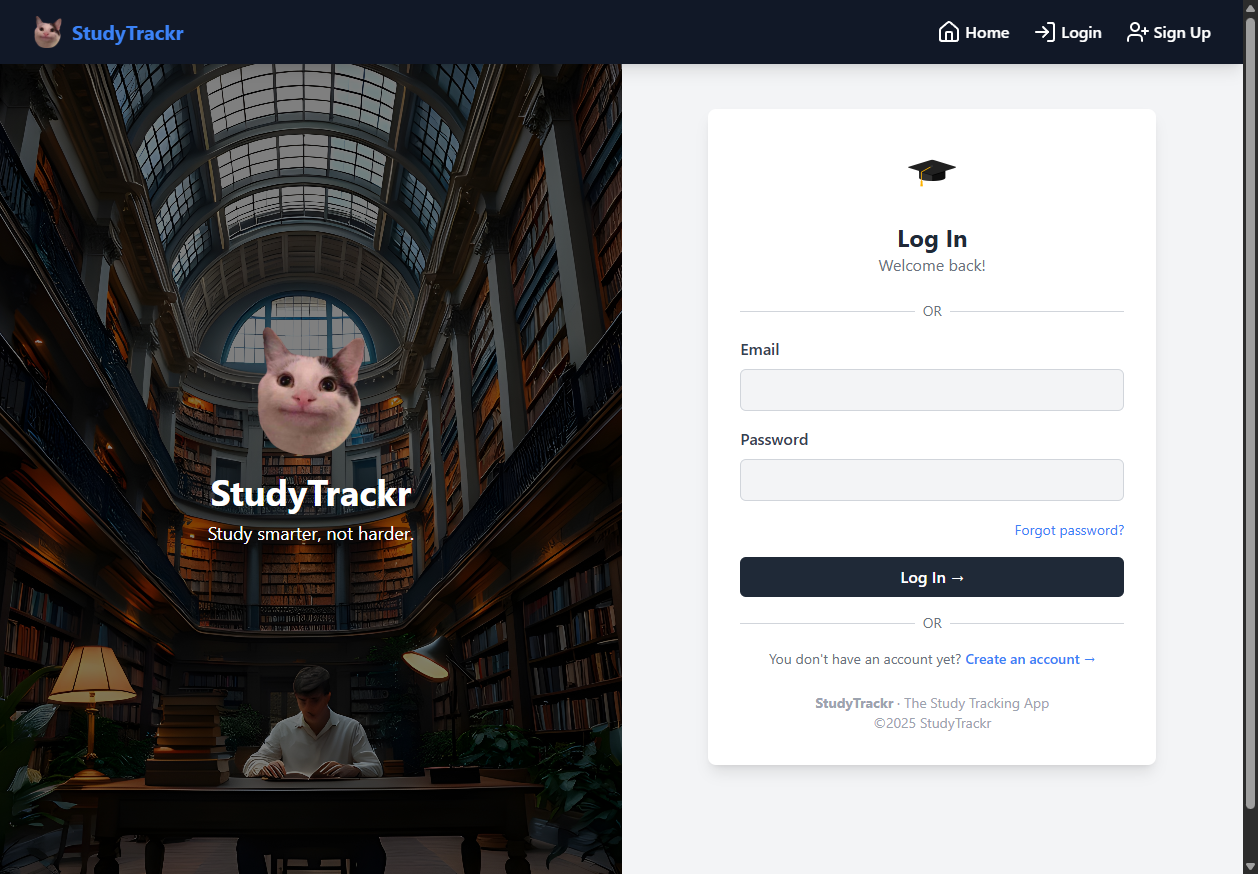 StudyTrackr
Home
Login
Sign Up
StudyTrackr
Study smarter, not harder.
Log In
Welcome back!
OR
Email
Password
Forgot password?
Log In →
OR
You don't have an account yet? Create an account →
StudyTrackr · The Study Tracking App
©2025 StudyTrackr